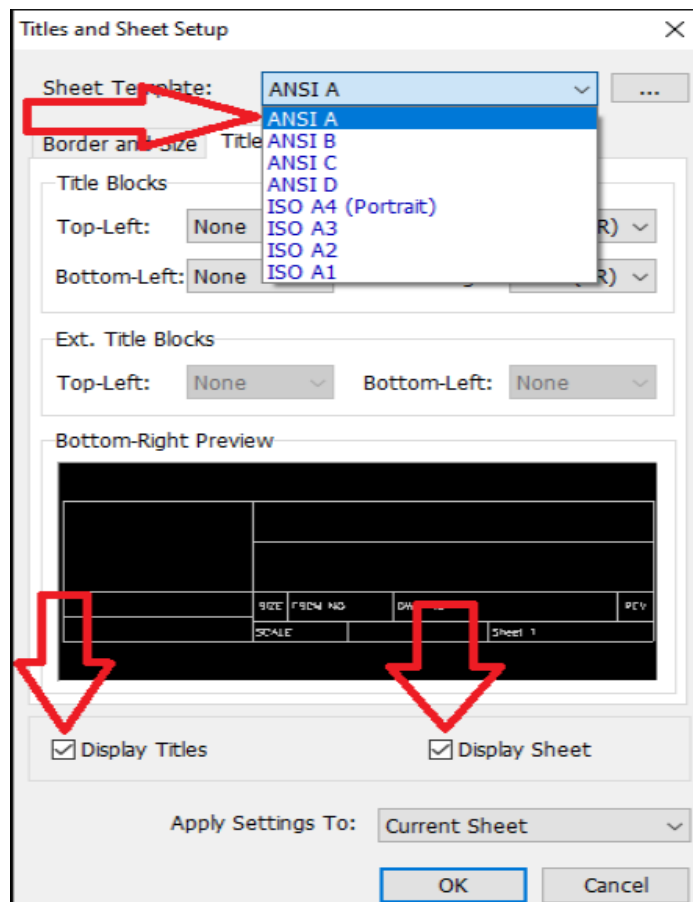 Titles and Sheet Setup
Sheet Template: ANSI A ...
ANSI A
Border and Size Title
ANSI B
ANSI C
ANSI D
ISO A4 (Portrait)
ISO A3
ISO A2
ISO A1
Title Blocks
Top-Left: None R)
Bottom-Left: None R)
Ext. Title Blocks
Top-Left: None Bottom-Left: None
Bottom-Right Preview
SIZE FSCM NO REV
SCALE Sheet 1
Display Titles Display Sheet
Apply Settings To: Current Sheet
OK Cancel